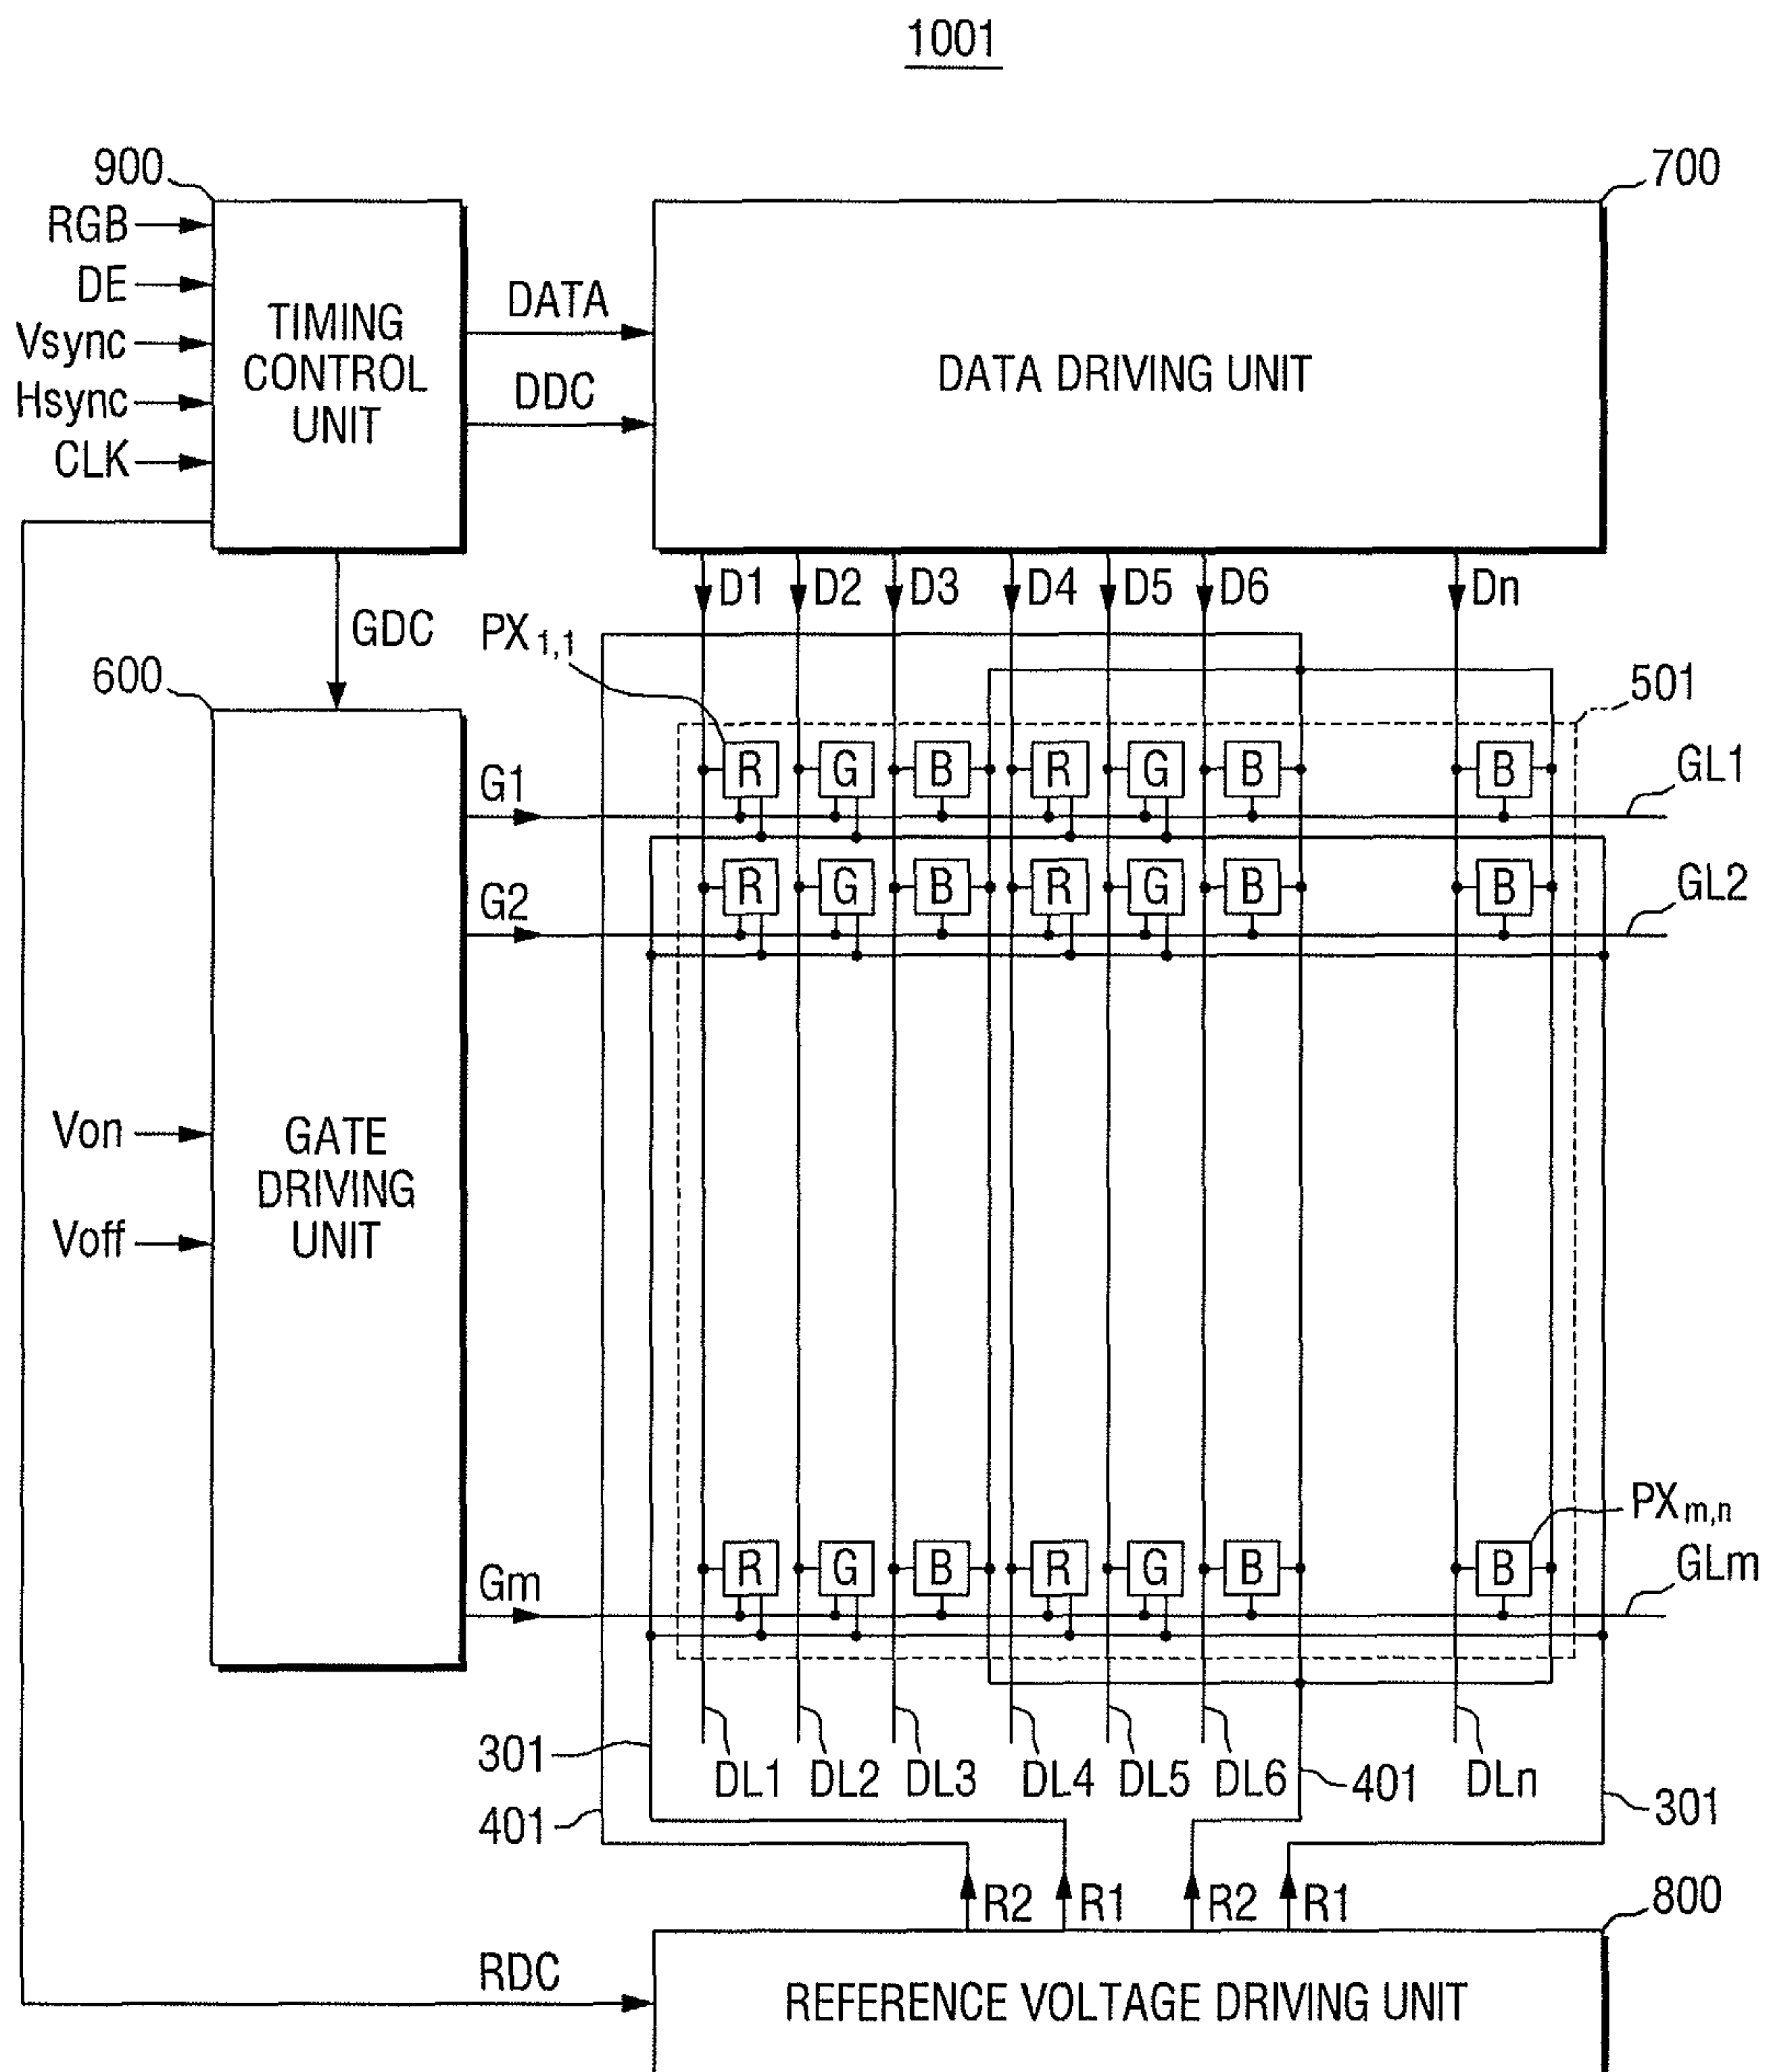 1001
900
700
RGB
DE
Vsync
Hsync
CLK
TIMING
CONTROL
UNIT
DATA
DDC
DATA DRIVING UNIT
D1 D2 D3 D4 D5 D6 Dn
GDC
PX1,1
600
501
R G B R G B B
G1
GL1
R G B R G B B
G2
GL2
Von
Voff
GATE
DRIVING
UNIT
PXm,n
R G B R G B B
Gm
GLm
301
DL1 DL2 DL3 DL4 DL5 DL6 401 DLn
401
301
R2 R1 R2 R1
800
RDC
REFERENCE VOLTAGE DRIVING UNIT